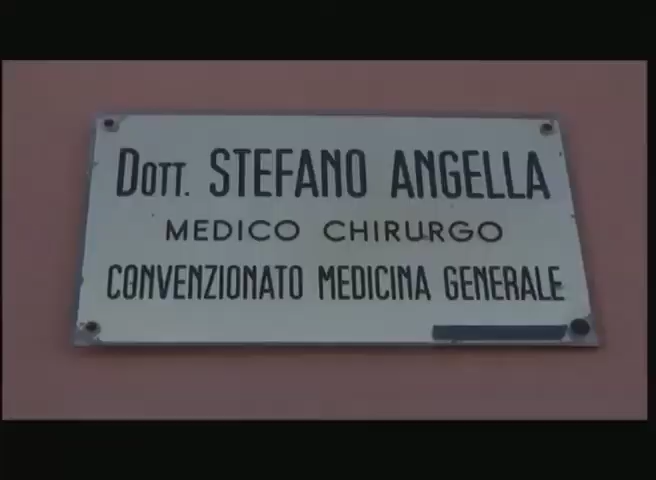 Dott. STEFANO ANGELLA
MEDICO CHIRURGO
CONVENZIONATO MEDICINA GENERALE